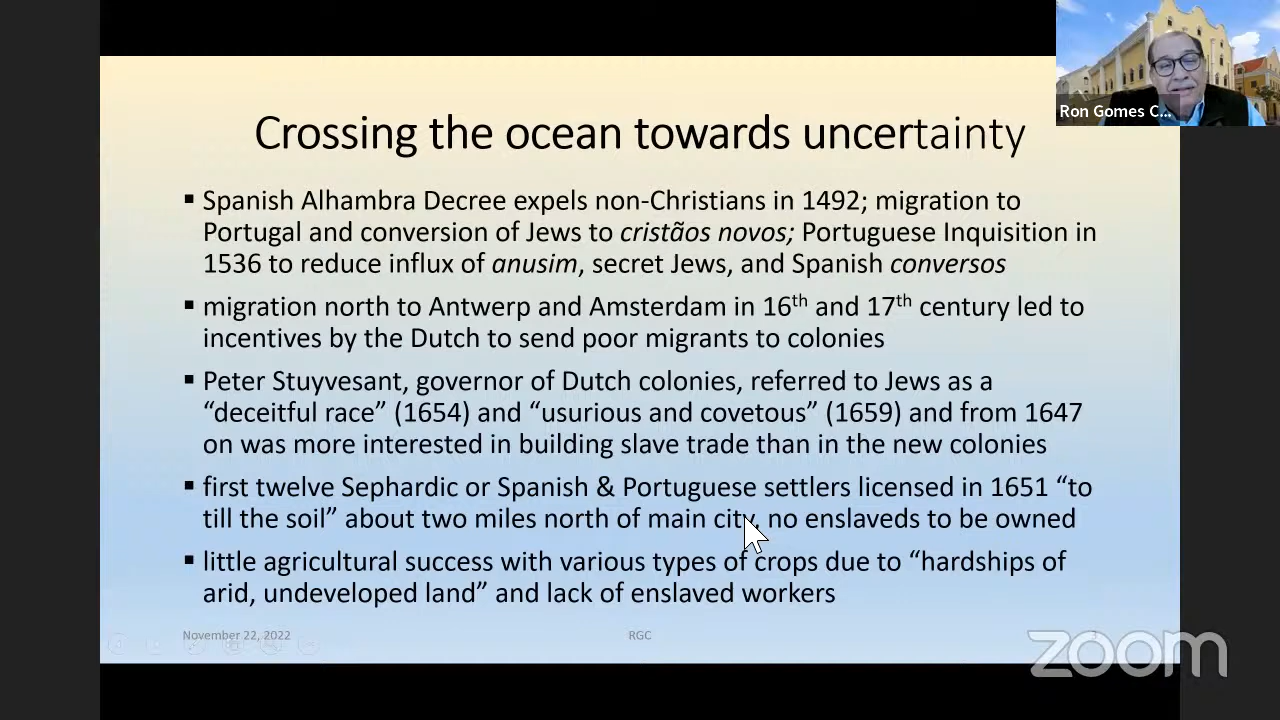 Ron Gomes C...
Crossing the ocean towards uncertainty
▪ Spanish Alhambra Decree expels non-Christians in 1492; migration to
Portugal and conversion of Jews to cristãos novos; Portuguese Inquisition in
1536 to reduce influx of anusim, secret Jews, and Spanish conversos
▪ migration north to Antwerp and Amsterdam in 16th and 17th century led to
incentives by the Dutch to send poor migrants to colonies
▪ Peter Stuyvesant, governor of Dutch colonies, referred to Jews as a
“deceitful race” (1654) and “usurious and covetous” (1659) and from 1647
on was more interested in building slave trade than in the new colonies
▪ first twelve Sephardic or Spanish & Portuguese settlers licensed in 1651 “to
till the soil” about two miles north of main city, no enslaveds to be owned
▪ little agricultural success with various types of crops due to “hardships of
arid, undeveloped land” and lack of enslaved workers
November 22, 2022
RGC
3
zoom